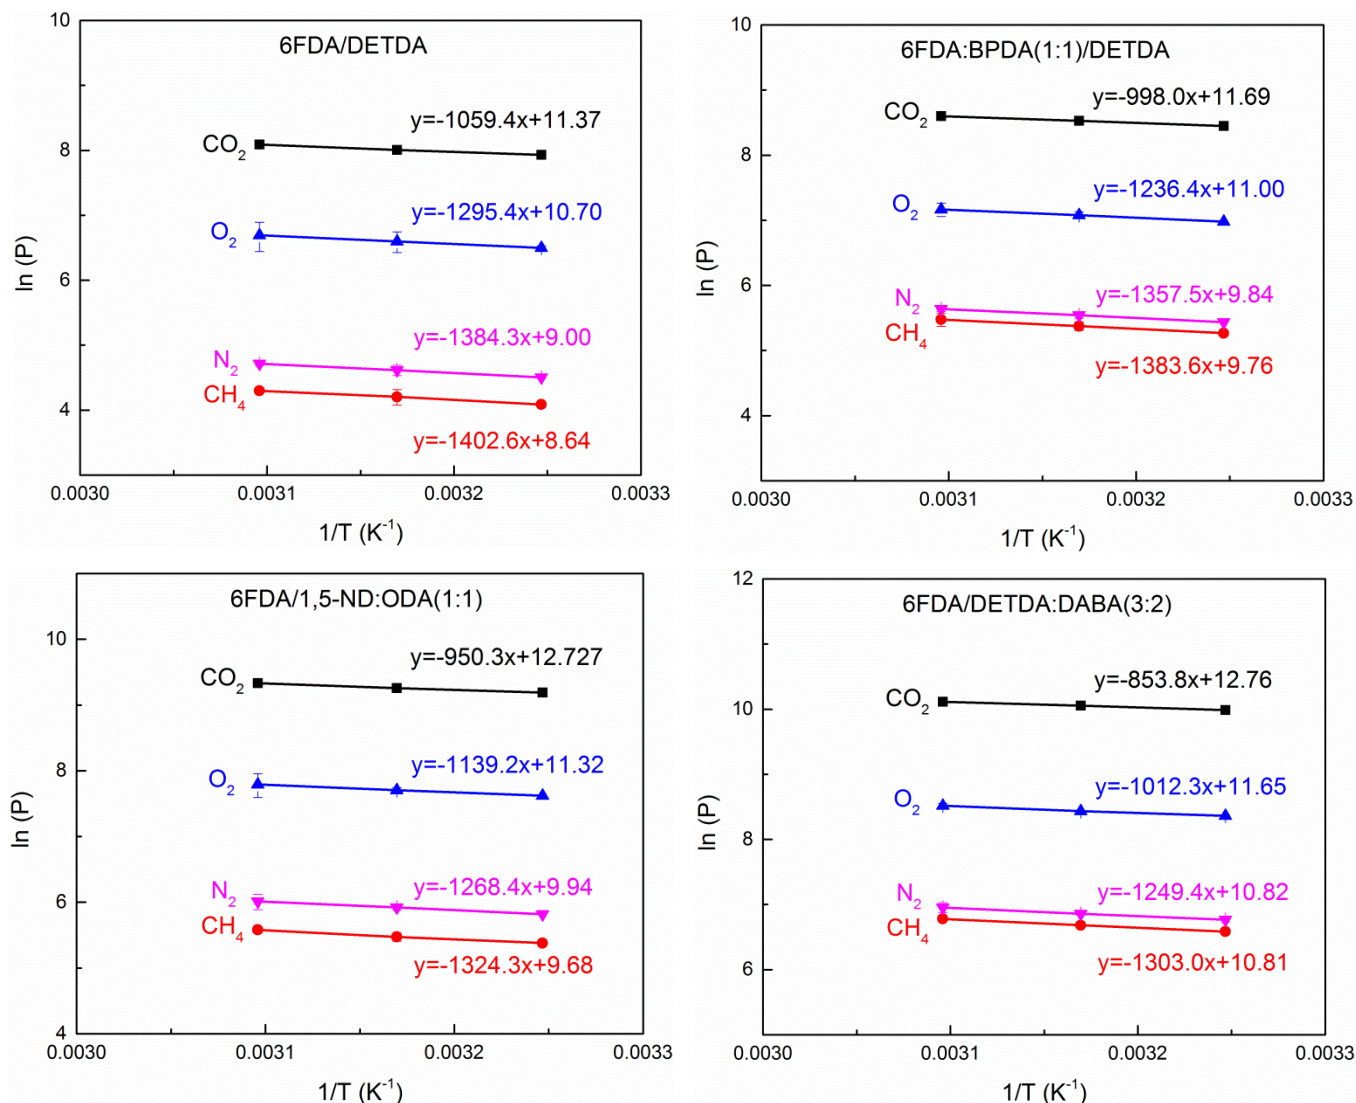 6FDA/DETDA
10
8
6
4
ln (P)
CO2
y=-1059.4x+11.37
O2
y=-1295.4x+10.70
N2
y=-1384.3x+9.00
CH4
y=-1402.6x+8.64
0.0030 0.0031 0.0032 0.0033
1/T (K-1)
6FDA:BPDA(1:1)/DETDA
10
8
6
4
ln (P)
CO2
y=-998.0x+11.69
O2
y=-1236.4x+11.00
N2
y=-1357.5x+9.84
CH4
y=-1383.6x+9.76
0.0030 0.0031 0.0032 0.0033
1/T (K-1)
6FDA/1,5-ND:ODA(1:1)
10
8
6
4
ln (P)
CO2
y=-950.3x+12.727
O2
y=-1139.2x+11.32
N2
y=-1268.4x+9.94
CH4
y=-1324.3x+9.68
0.0030 0.0031 0.0032 0.0033
1/T (K-1)
6FDA/DETDA:DABA(3:2)
12
10
8
6
ln (P)
CO2
y=-853.8x+12.76
O2
y=-1012.3x+11.65
N2
y=-1249.4x+10.82
CH4
y=-1303.0x+10.81
0.0030 0.0031 0.0032 0.0033
1/T (K-1)